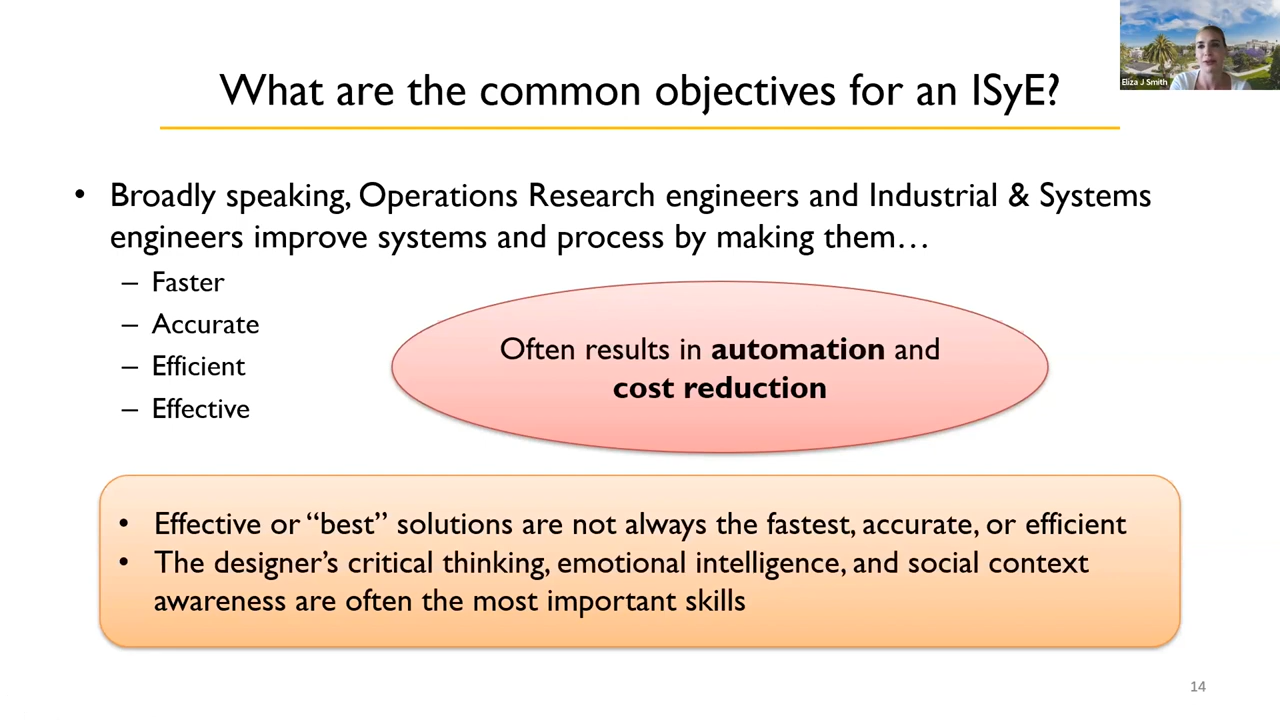 What are the common objectives for an ISyE?
Eliza J Smith
• Broadly speaking, Operations Research engineers and Industrial & Systems
engineers improve systems and process by making them…
– Faster
– Accurate
– Efficient
– Effective
Often results in automation and
cost reduction
• Effective or “best” solutions are not always the fastest, accurate, or efficient
• The designer’s critical thinking, emotional intelligence, and social context
awareness are often the most important skills
14